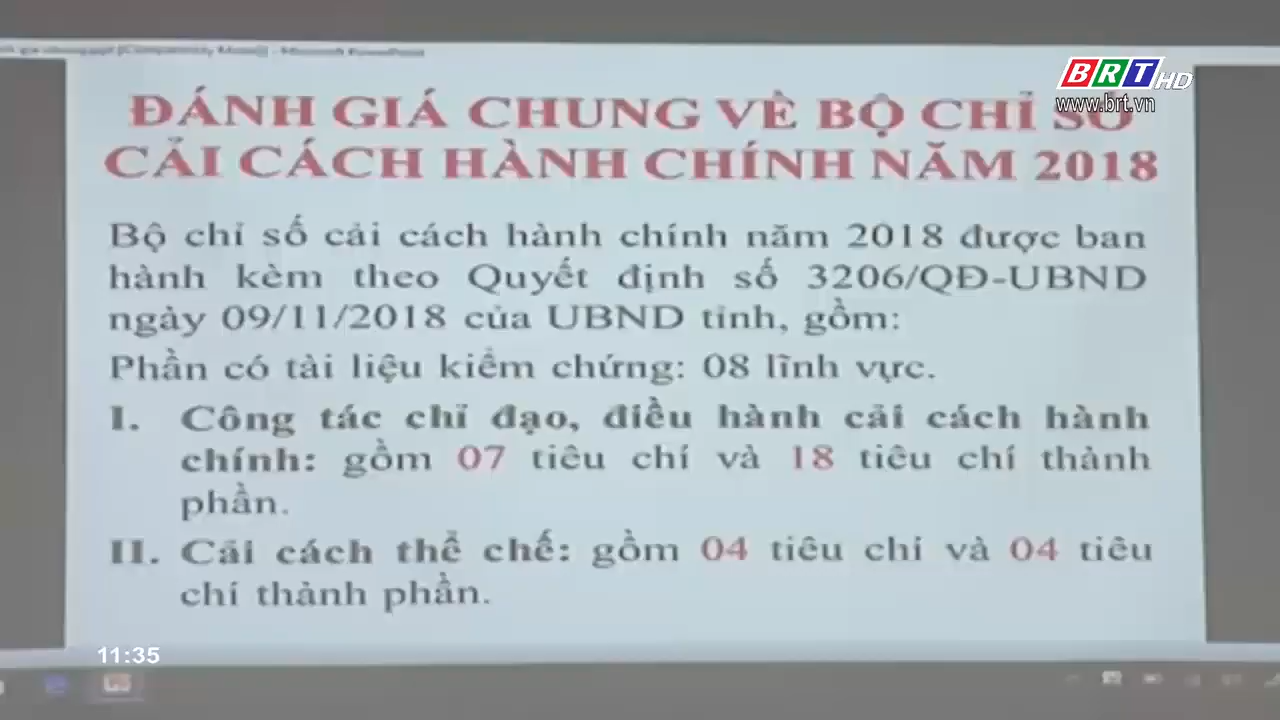 [Compatibility Mode] - Microsoft PowerPoint
BRT HD
www.brt.vn
ĐÁNH GIÁ CHUNG VỀ BỘ CHỈ SỐ
CẢI CÁCH HÀNH CHÍNH NĂM 2018
Bộ chỉ số cải cách hành chính năm 2018 được ban
hành kèm theo Quyết định số 3206/QĐ-UBND
ngày 09/11/2018 của UBND tỉnh, gồm:
Phần có tài liệu kiểm chứng: 08 lĩnh vực.
I. Công tác chỉ đạo, điều hành cải cách hành
chính: gồm 07 tiêu chí và 18 tiêu chí thành
phần.
II. Cải cách thể chế: gồm 04 tiêu chí và 04 tiêu
chí thành phần.
11:35